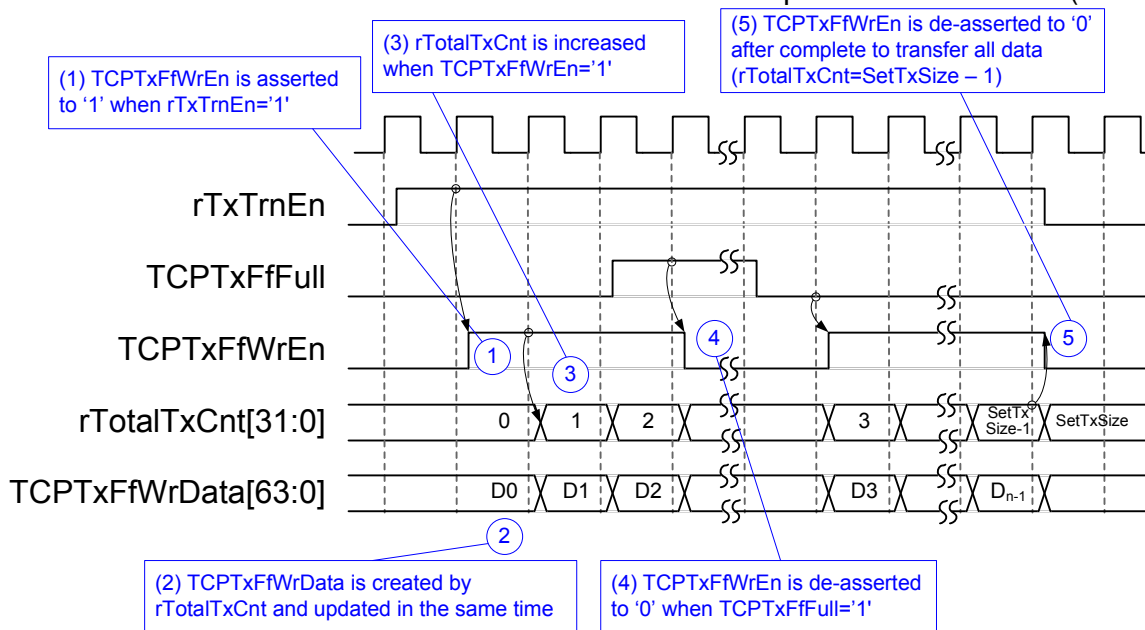 (5) TCPTxFfWrEn is de-asserted to ‘0’
after complete to transfer all data
(rTotalTxCnt=SetTxSize – 1)
(3) rTotalTxCnt is increased
when TCPTxFfWrEn=’1'
(1) TCPTxFfWrEn is asserted
to ‘1’ when rTxTrnEn=’1'
rTxTrnEn
TCPTxFfFull
TCPTxFfWrEn
1
3
4
5
rTotalTxCnt[31:0]
0
1
2
3
SetTx
Size-1
SetTxSize
TCPTxFfWrData[63:0]
D0
D1
D2
D3
Dn-1
2
(2) TCPTxFfWrData is created by
rTotalTxCnt and updated in the same time
(4) TCPTxFfWrEn is de-asserted
to ‘0’ when TCPTxFfFull=’1'